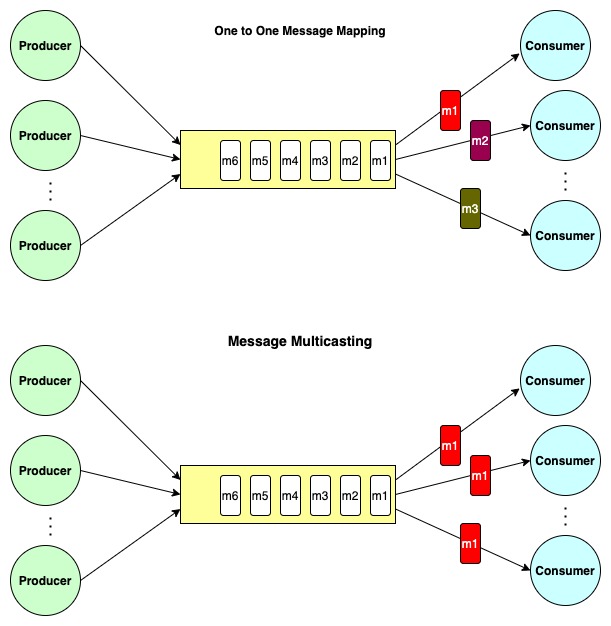 One to One Message Mapping
Producer
Producer
Producer
m6 m5 m4 m3 m2 m1
m1
m2
m3
Consumer
Consumer
Consumer
Message Multicasting
Producer
Producer
Producer
m6 m5 m4 m3 m2 m1
m1
m1
m1
Consumer
Consumer
Consumer